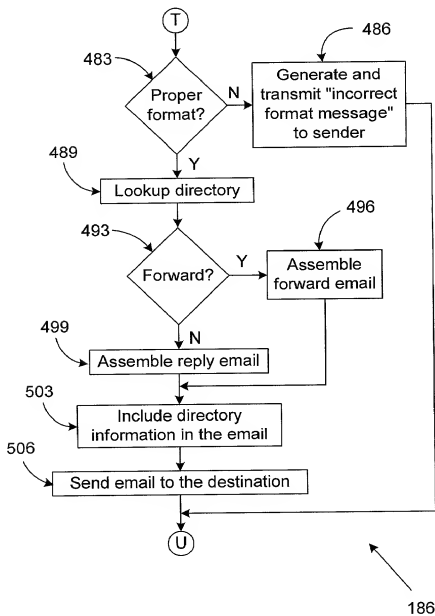 T
483
486
Proper
format?
N
Generate and
transmit "incorrect
format message"
to sender
Y
489
Lookup directory
493
496
Forward?
Y
Assemble
forward email
N
499
Assemble reply email
503
Include directory
information in the email
506
Send email to the destination
U
186